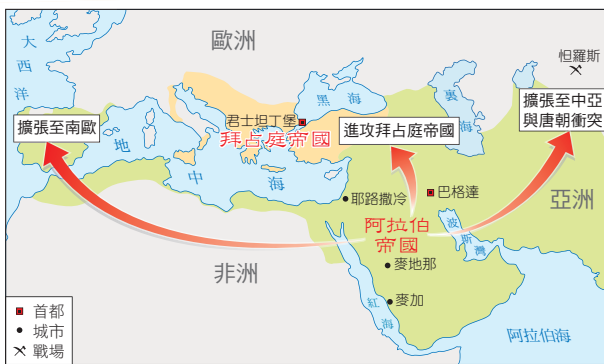 大西洋
歐洲
怛羅斯
擴張至南歐
君士坦丁堡
拜占庭帝國
黑海
裏海
進攻拜占庭帝國
擴張至中亞
與唐朝衝突
地中海
耶路撒冷
巴格達
亞洲
阿拉伯
帝國
波斯灣
非洲
麥地那
紅海
麥加
阿拉伯海
首都
城市
戰場